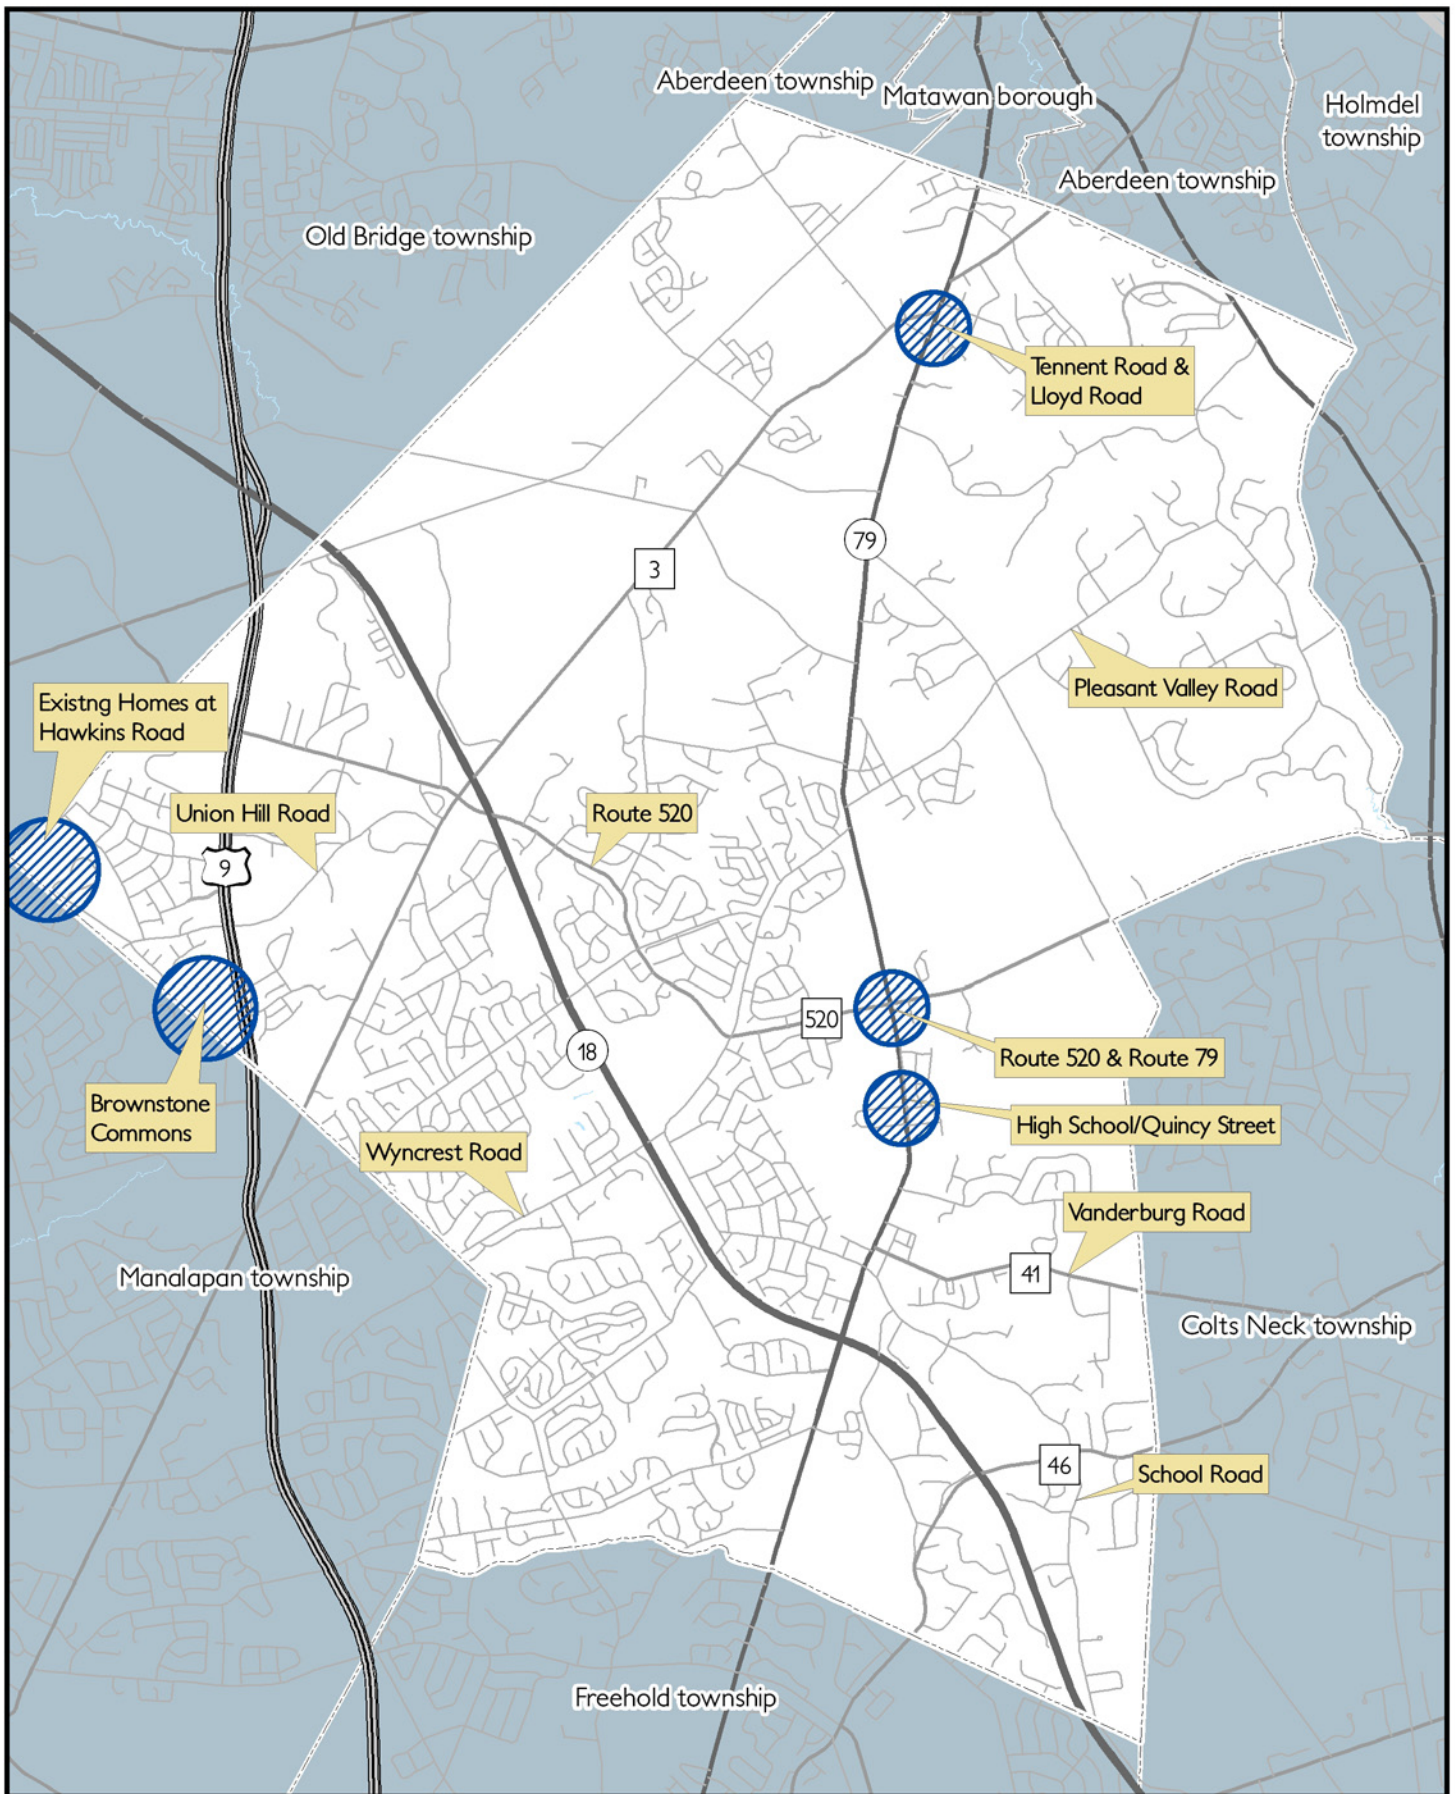 Aberdeen township
Matawan borough
Holmdel
township
Aberdeen township
Old Bridge township
Tennent Road &
Lloyd Road
79
3
Pleasant Valley Road
Existng Homes at
Hawkins Road
Union Hill Road
Route 520
9
520
18
Route 520 & Route 79
Brownstone
Commons
High School/Quincy Street
Wyncrest Road
Vanderburg Road
Manalapan township
41
Colts Neck township
46
School Road
Freehold township